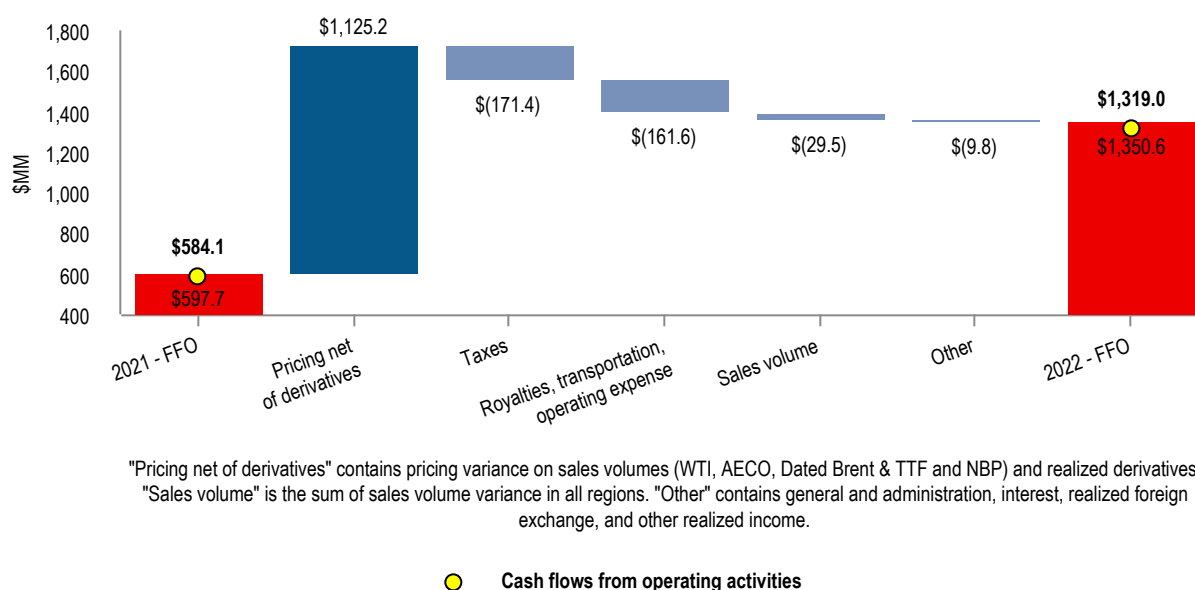 $MM
1,800
1,600
1,400
1,200
1,000
800
600
400
$584.1
$597.7
$1,125.2
$(171.4)
$(161.6)
$(29.5)
$(9.8)
$1,319.0
$1,350.6
2021 - FFO
Pricing net
of derivatives
Taxes
Royalties, transportation,
operating expense
Sales volume
Other
2022 - FFO
"Pricing net of derivatives" contains pricing variance on sales volumes (WTI, AECO, Dated Brent & TTF and NBP) and realized derivatives
"Sales volume" is the sum of sales volume variance in all regions. "Other" contains general and administration, interest, realized foreign
exchange, and other realized income.
Cash flows from operating activities